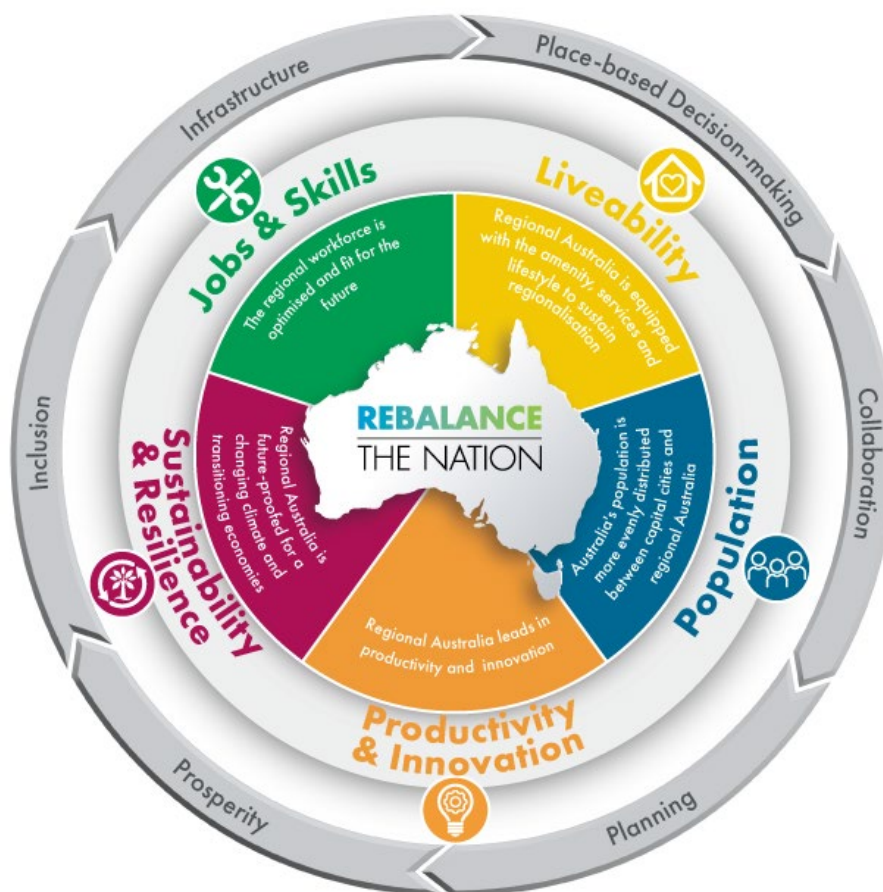 Infrastructure
Place-based Decision-making
Collaboration
Planning
Prosperity
Inclusion
Jobs & Skills
The regional workforce is
optimised and fit for the
future
Liveability
Regional Australia is equipped
with the amenity, services and
lifestyle to sustain
regionalisation
Population
Australia's population is
more evenly distributed
between capital cities and
regional Australia
Productivity
& Innovation
Regional Australia leads in
productivity and innovation
Sustainability
& Resilience
Regional Australia is
future-proofed for a
changing climate and
transitioning economies
REBALANCE
THE NATION